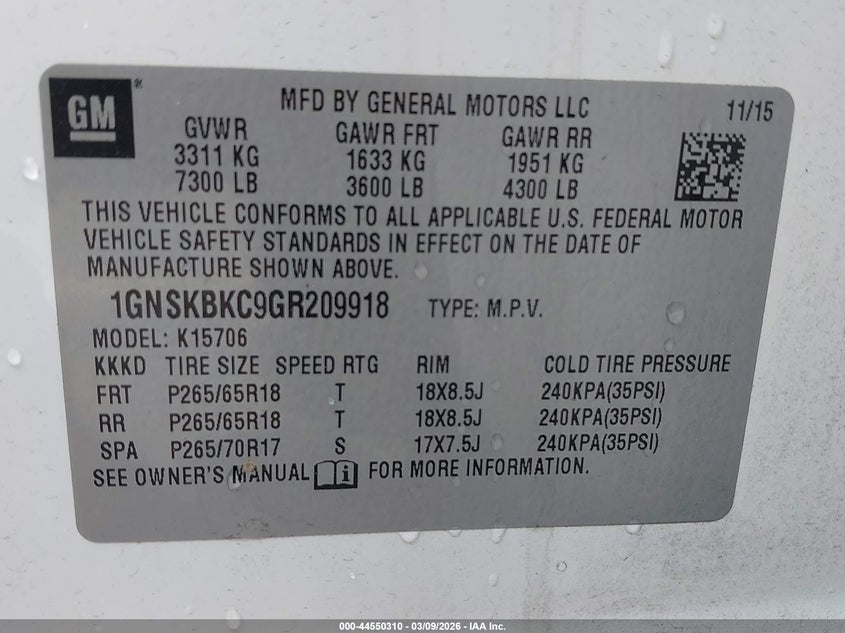 GM ®
MFD BY GENERAL MOTORS LLC 11/15
GVWR GAWR FRT GAWR RR
3311 KG 1633 KG 1951 KG
7300 LB 3600 LB 4300 LB
THIS VEHICLE CONFORMS TO ALL APPLICABLE U.S. FEDERAL MOTOR
VEHICLE SAFETY STANDARDS IN EFFECT ON THE DATE OF
MANUFACTURE SHOWN ABOVE.
1GNSKBKC9GR209918 TYPE: M.P.V.
MODEL: K15706
KKKD TIRE SIZE SPEED RTG RIM COLD TIRE PRESSURE
FRT P265/65R18 T 18X8.5J 240KPA(35PSI)
RR P265/65R18 T 18X8.5J 240KPA(35PSI)
SPA P265/70R17 S 17X7.5J 240KPA(35PSI)
SEE OWNER'S MANUAL FOR MORE INFORMATION.
000-44550310 - 03/09/2026 - IAA Inc.